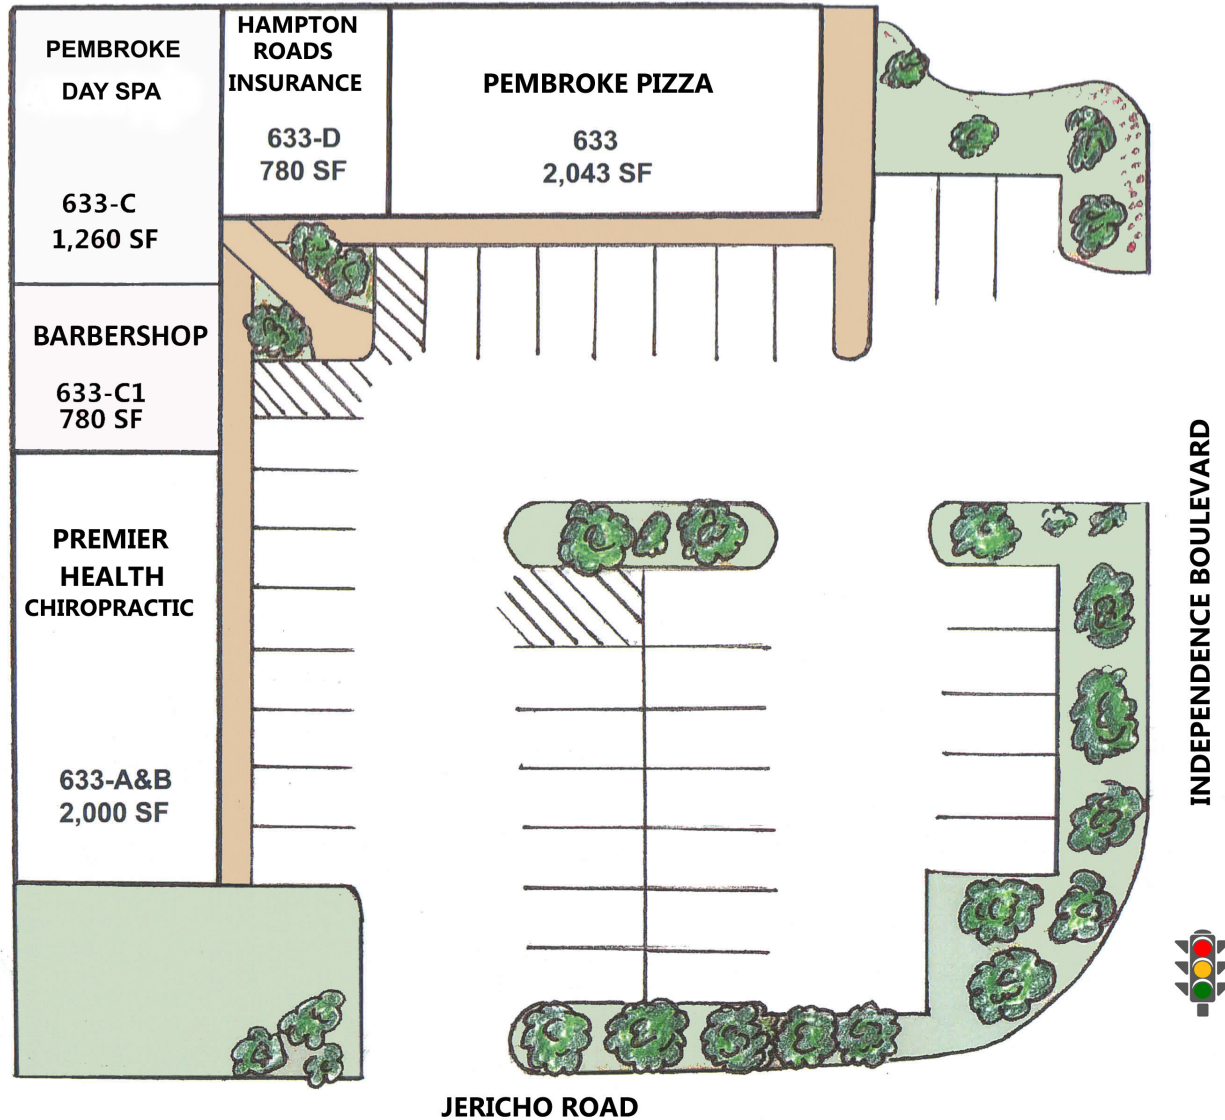 PEMBROKE
DAY SPA
633-C
1,260 SF
HAMPTON
ROADS
INSURANCE
633-D
780 SF
PEMBROKE PIZZA
633
2,043 SF
BARBERSHOP
633-C1
780 SF
PREMIER
HEALTH
CHIROPRACTIC
633-A&B
2,000 SF
INDEPENDENCE BOULEVARD
JERICHO ROAD